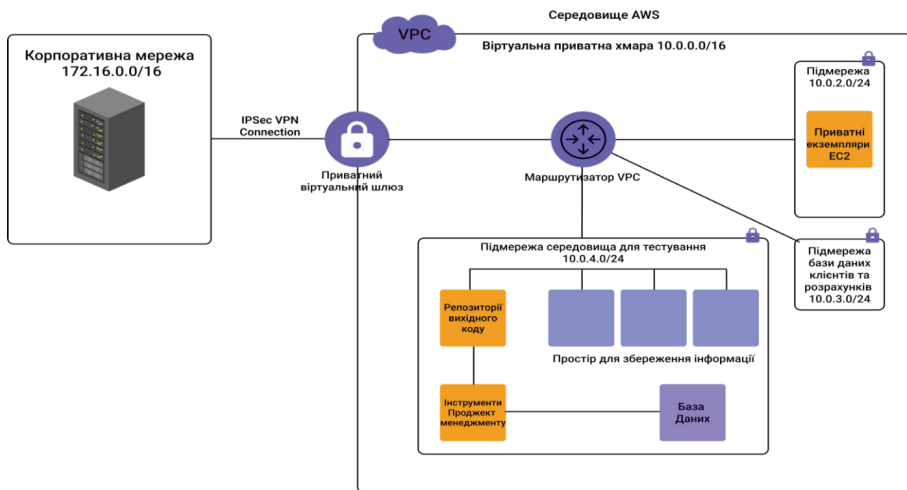 Середовище AWS
VPC
Віртуальна приватна хмара 10.0.0.0/16
Корпоративна мережа
172.16.0.0/16
IPSec VPN
Connection
Приватний
віртуальний шлюз
Маршрутизатор VPC
Підмережа
10.0.2.0/24
Приватні
екземпляри
EC2
Підмережа
бази даних
клієнтів та
розрахунків
10.0.3.0/24
Підмережа середовища для тестування
10.0.4.0/24
Репозиторії
вихідного
коду
Простір для збереження інформації
Інструменти
Проджект
менеджменту
База
Даних